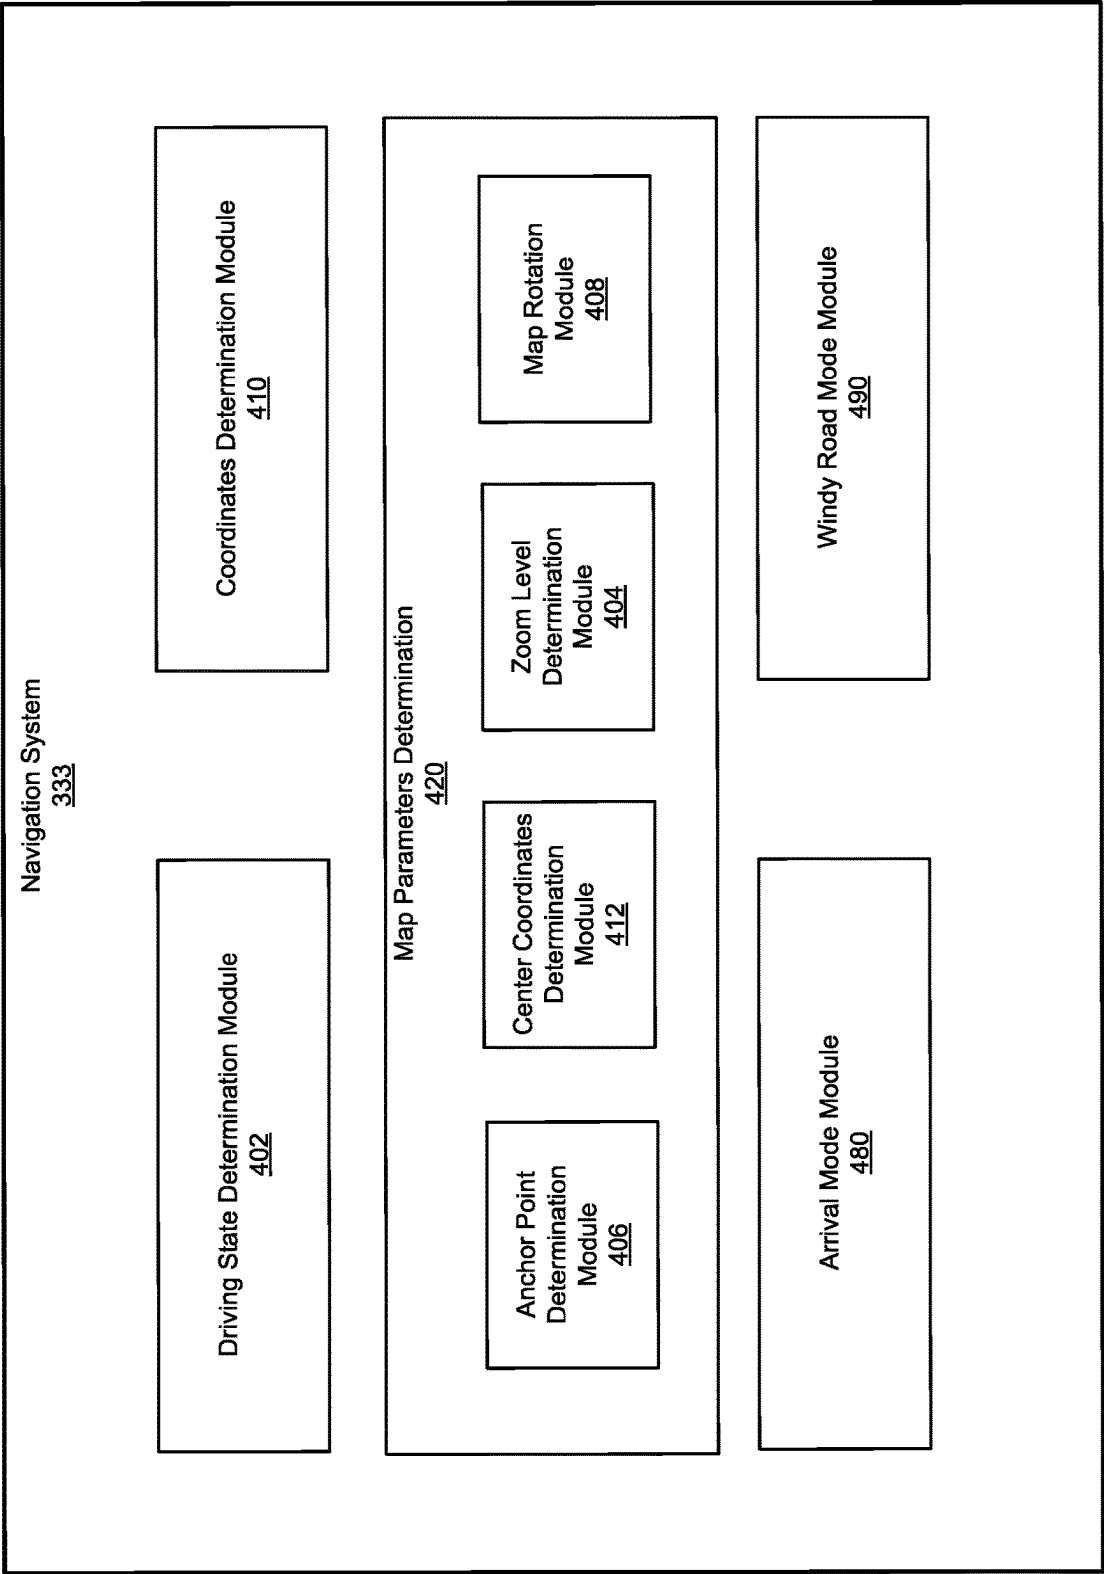 Navigation System
333
Driving State Determination Module
402
Coordinates Determination Module
410
Map Parameters Determination
420
Anchor Point
Determination
Module
406
Center Coordinates
Determination
Module
412
Zoom Level
Determination
Module
404
Map Rotation
Module
408
Arrival Mode Module
480
Windy Road Mode Module
490